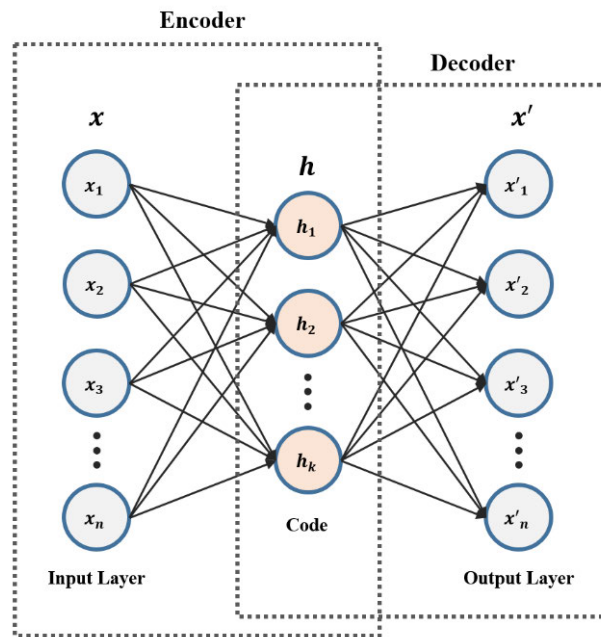 Encoder
Decoder
x
h
x′
x₁
x₂
x₃
xₙ
h₁
h₂
hₖ
x′₁
x′₂
x′₃
x′ₙ
Input Layer
Code
Output Layer